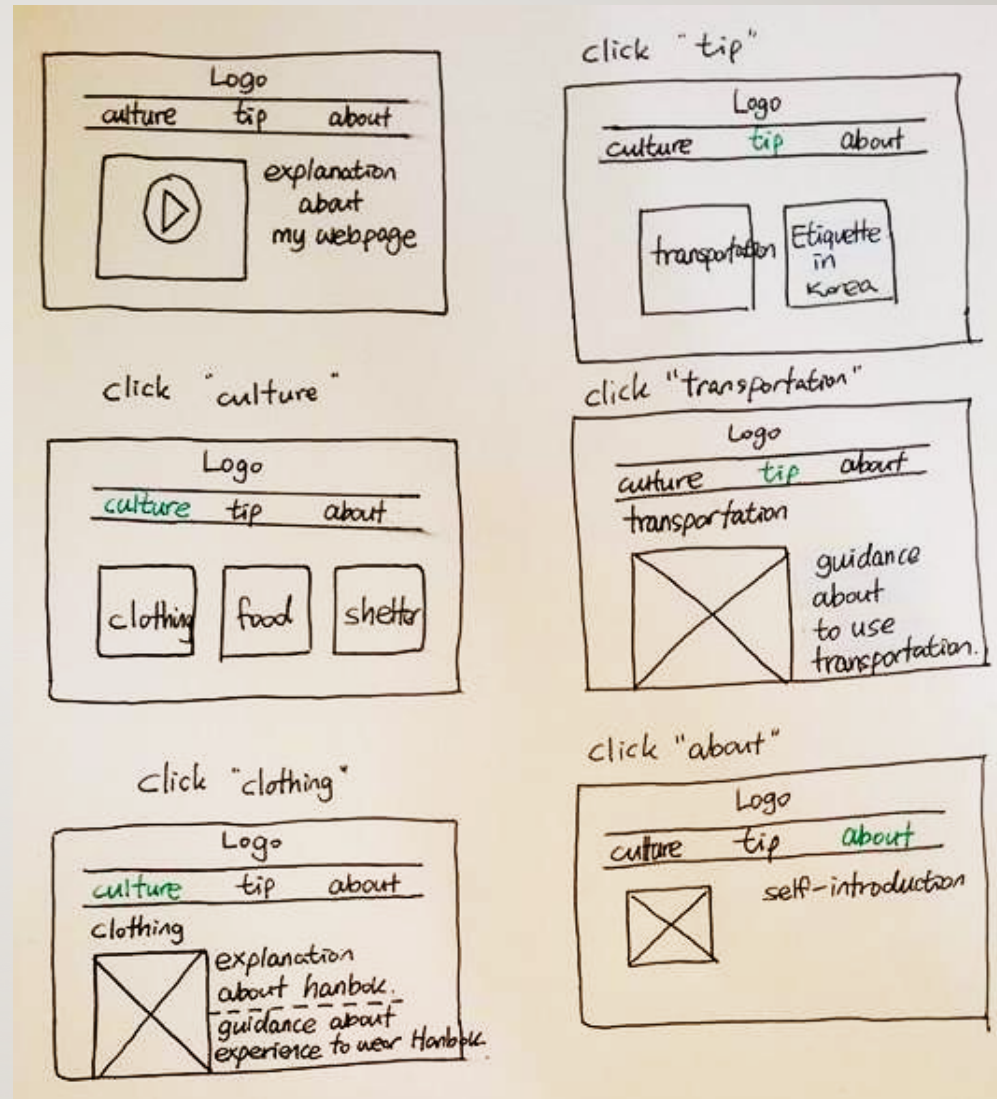 Logo
culture tip about
explanation
about
my webpage
click "culture"
Logo
culture tip about
clothing food shelter
click "clothing"
Logo
culture tip about
clothing
explanation
about hanbok.
guidance about
experience to wear Hanbok.
click "tip"
Logo
culture tip about
transportation
Etiquette
in
Korea
click "transportation"
Logo
culture tip about
transportation
guidance
about
to use
transportation.
click "about"
Logo
culture tip about
self-introduction